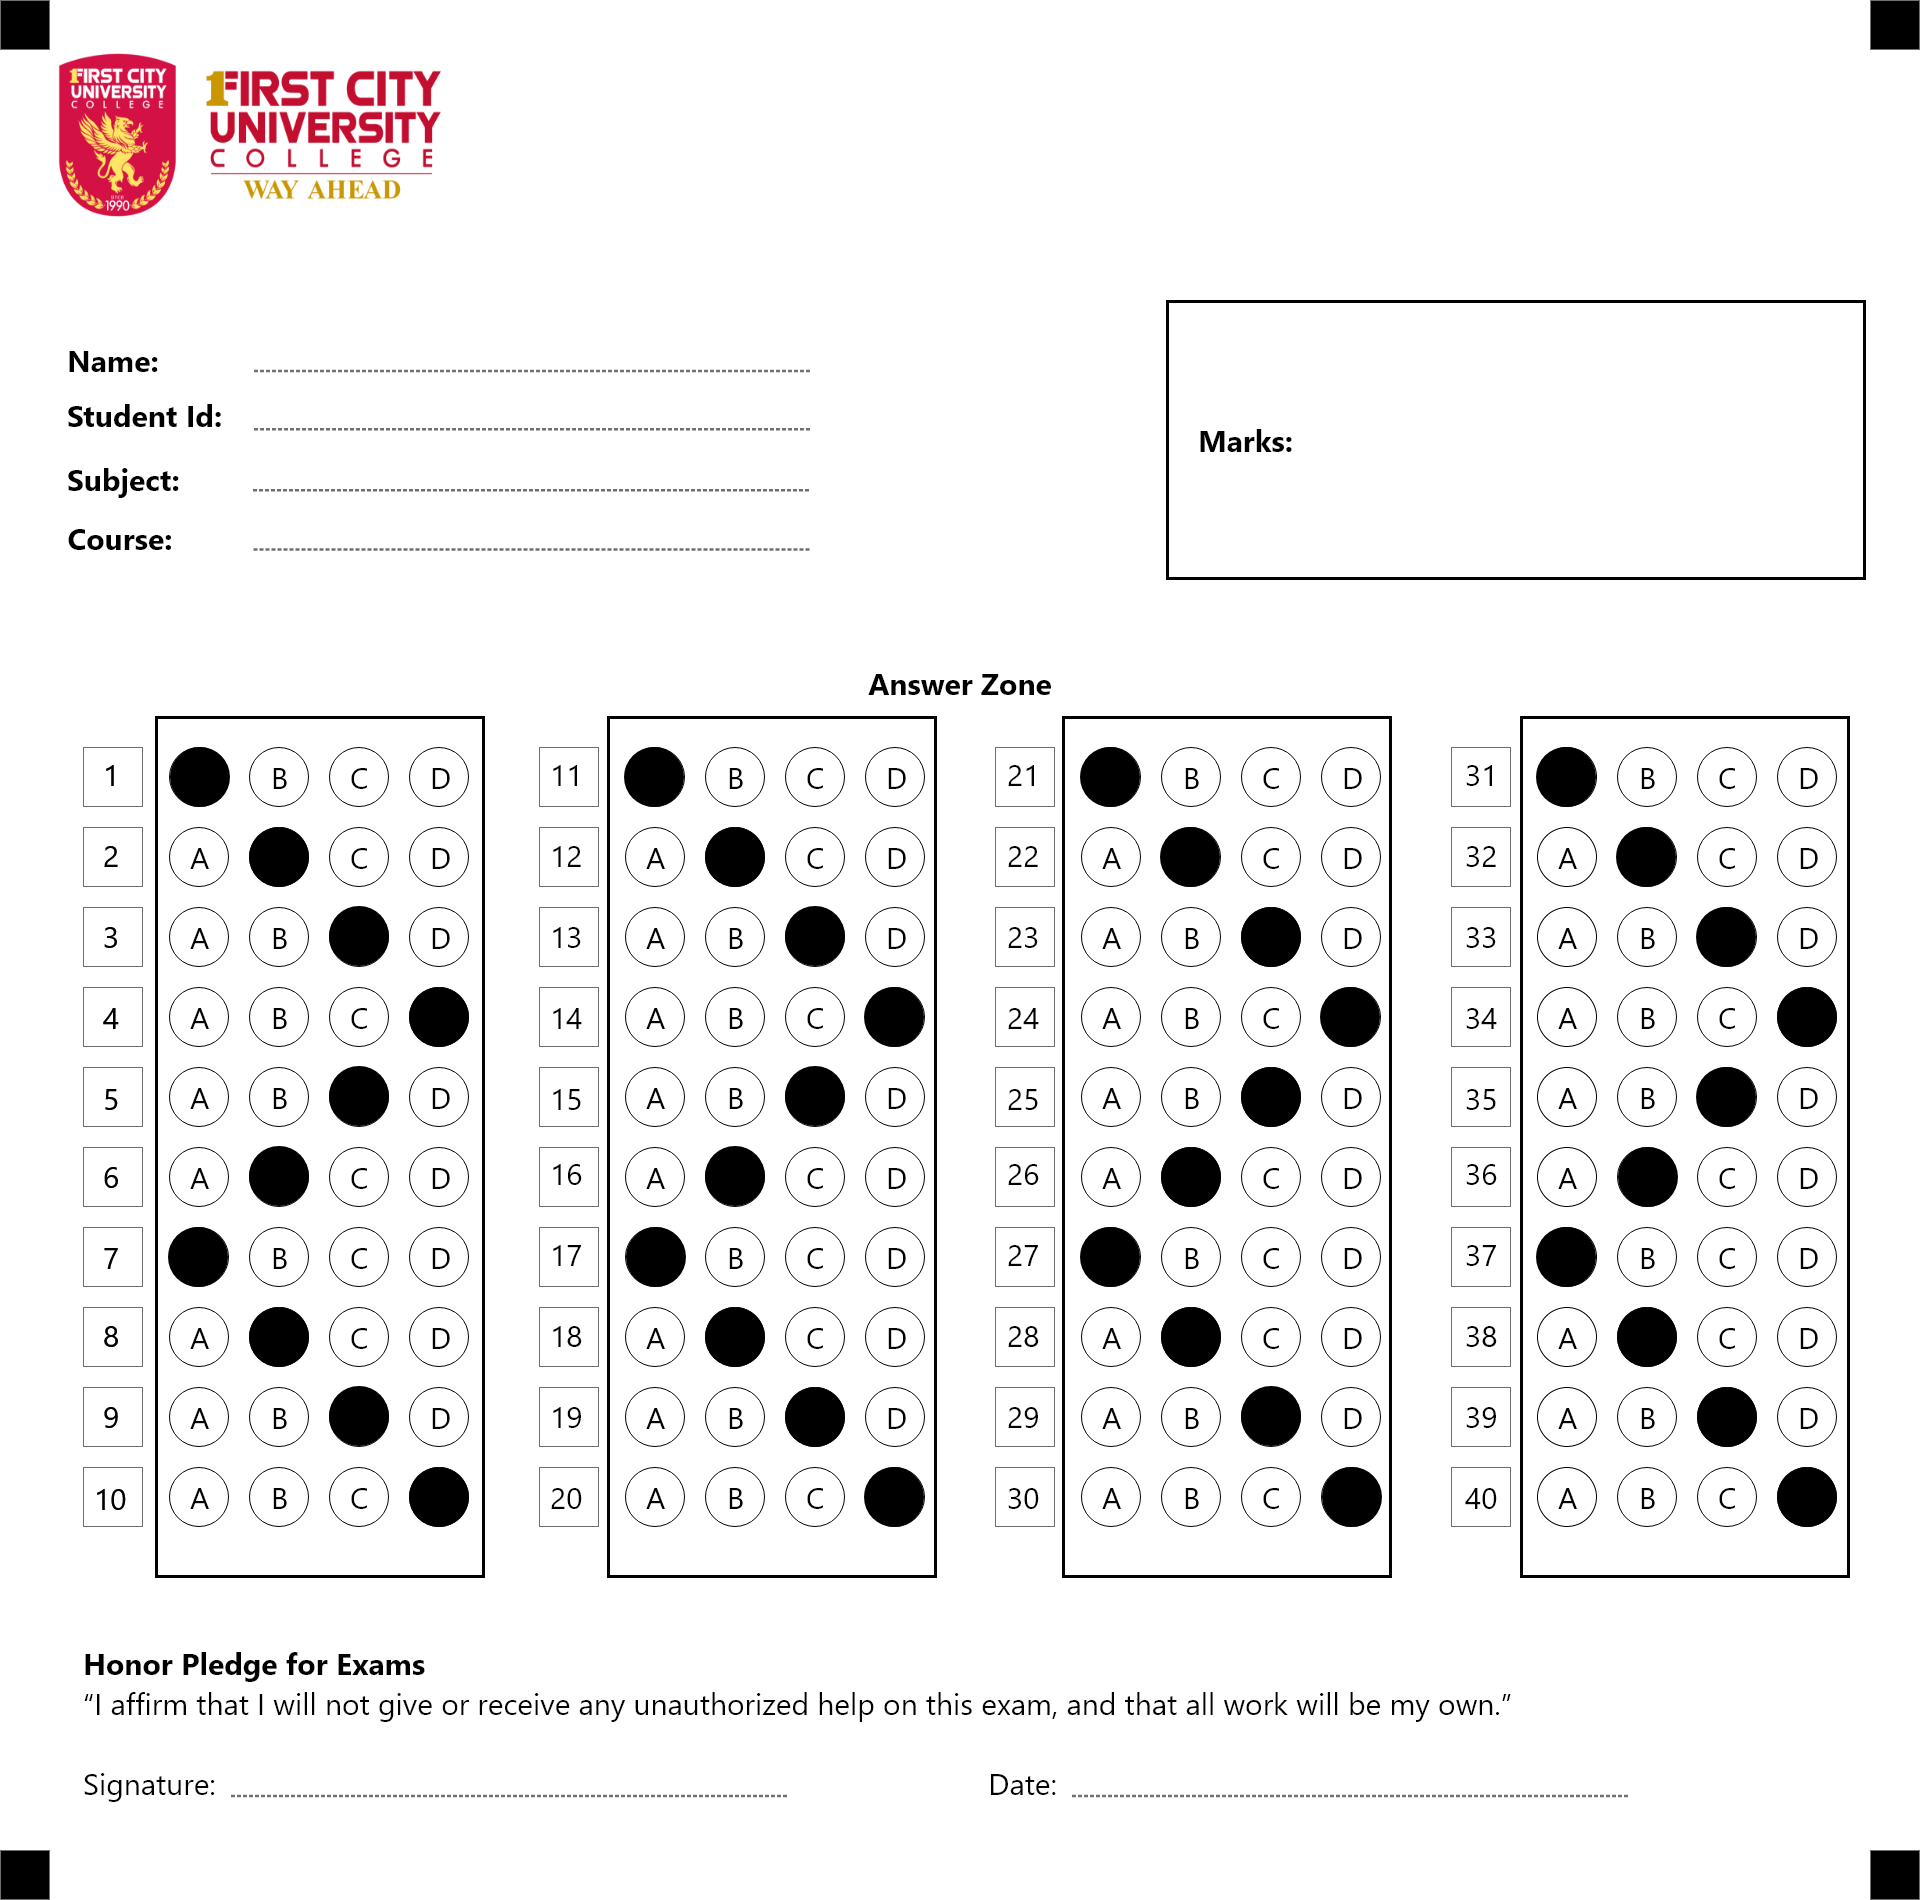 1FIRST CITY
UNIVERSITY
COLLEGE
1990
1FIRST CITY
UNIVERSITY
COLLEGE
WAY AHEAD
Name:
Student Id:
Subject:
Course:
Marks:
Answer Zone
1 B C D 11 B C D 21 B C D 31 B C D
2 A C D 12 A C D 22 A C D 32 A C D
3 A B D 13 A B D 23 A B D 33 A B D
4 A B C 14 A B C 24 A B C 34 A B C
5 A B D 15 A B D 25 A B D 35 A B D
6 A C D 16 A C D 26 A C D 36 A C D
7 B C D 17 B C D 27 B C D 37 B C D
8 A C D 18 A C D 28 A C D 38 A C D
9 A B D 19 A B D 29 A B D 39 A B D
10 A B C 20 A B C 30 A B C 40 A B C
Honor Pledge for Exams
“I affirm that I will not give or receive any unauthorized help on this exam, and that all work will be my own.”
Signature: Date: